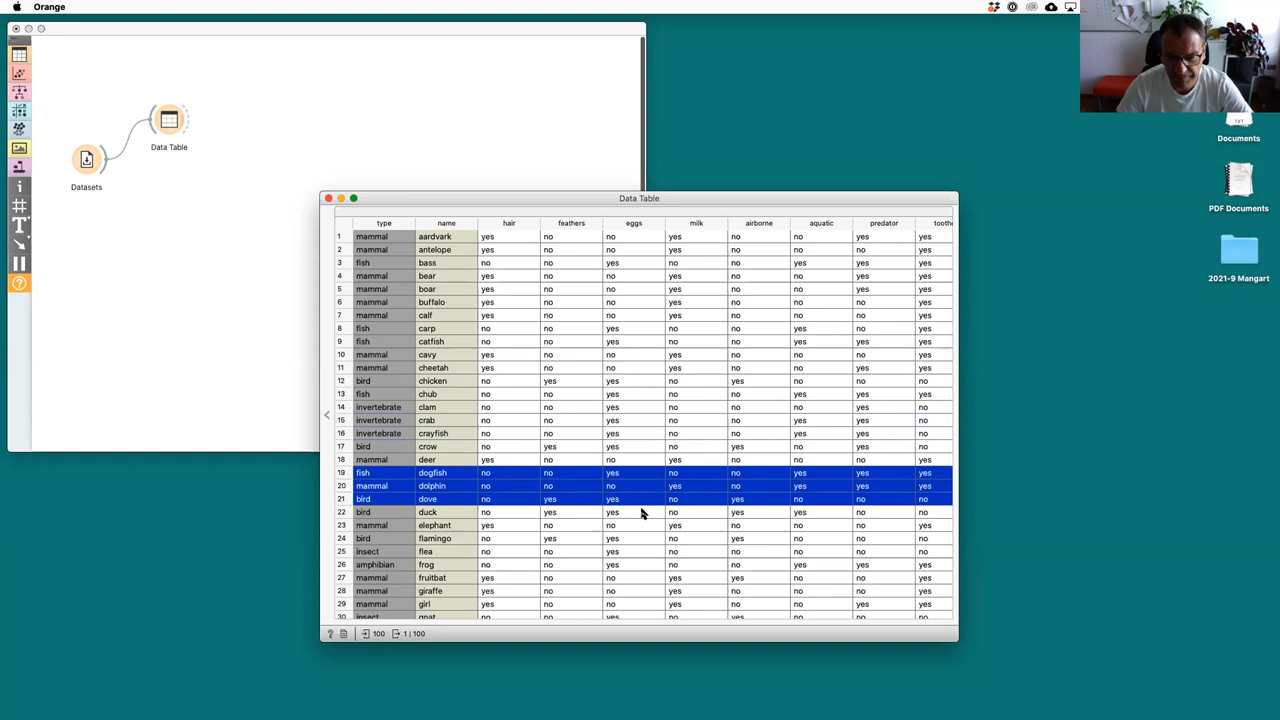 Orange
Data Table
Datasets
TXT
Documents
PDF Documents
2021-9 Mangart
Data Table
type name hair feathers eggs milk airborne aquatic predator tooth
1 mammal aardvark yes no no yes no no yes yes
2 mammal antelope yes no no yes no no no yes
3 fish bass no no yes no no yes yes yes
4 mammal bear yes no no yes no no yes yes
5 mammal boar yes no no yes no no yes yes
6 mammal buffalo yes no no yes no no no yes
7 mammal calf yes no no yes no no no yes
8 fish carp no no yes no no yes no yes
9 fish catfish no no yes no no yes yes yes
10 mammal cavy yes no no yes no no no yes
11 mammal cheetah yes no no yes no no yes yes
12 bird chicken no yes yes no yes no no no
13 fish chub no no yes no no yes yes yes
14 invertebrate clam no no yes no no no yes no
15 invertebrate crab no no yes no no yes yes no
16 invertebrate crayfish no no yes no no yes yes no
17 bird crow no yes yes no yes no yes no
18 mammal deer yes no no yes no no no yes
19 fish dogfish no no yes no no yes yes yes
20 mammal dolphin no no no yes no yes yes yes
21 bird dove no yes yes no yes no no no
22 bird duck no yes yes no yes yes no no
23 mammal elephant yes no no yes no no no yes
24 bird flamingo no yes yes no yes no no no
25 insect flea no no yes no no no no no
26 amphibian frog no no yes no no yes yes yes
27 mammal fruitbat yes no no yes yes no no yes
28 mammal giraffe yes no no yes no no no yes
29 mammal girl yes no no yes no no yes yes
30 insect gnat no no yes no yes no no no
100 1 | 100